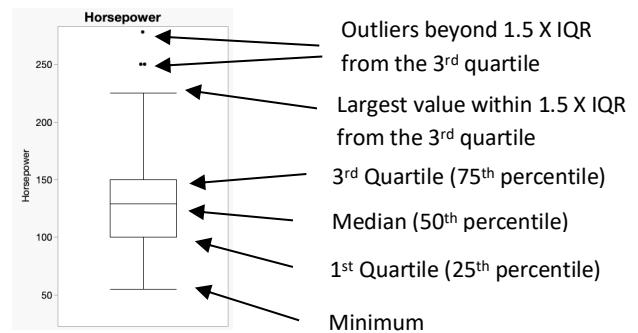 Horsepower
Outliers beyond 1.5 X IQR
from the 3rd quartile
250
Largest value within 1.5 X IQR
from the 3rd quartile
200
Horsepower
150
3rd Quartile (75th percentile)
Median (50th percentile)
100
1st Quartile (25th percentile)
50
Minimum